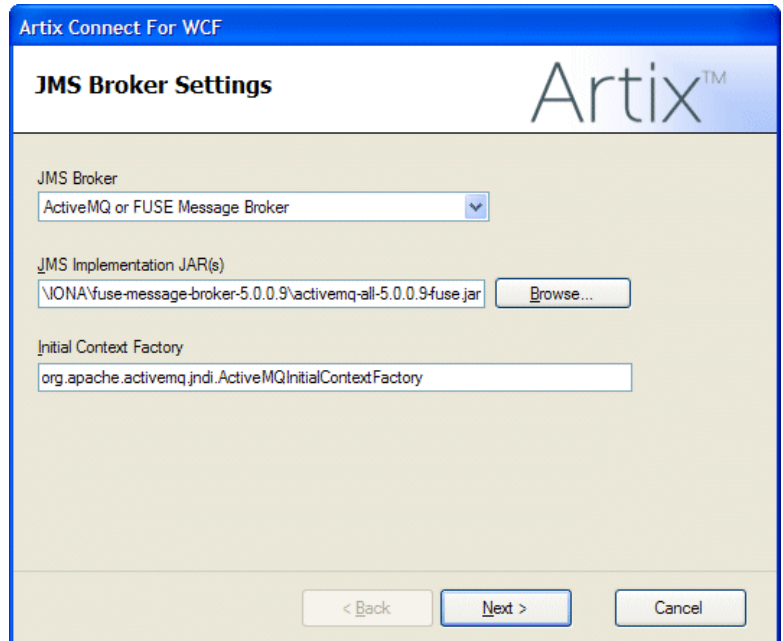 Artix Connect For WCF
JMS Broker Settings
Artix™
JMS Broker
ActiveMQ or FUSE Message Broker
JMS Implementation JAR(s)
\IONA\fuse-message-broker-5.0.0.9\activemq-all-5.0.0.9-fuse.jar
Browse...
Initial Context Factory
org.apache.activemq.jndi.ActiveMQInitialContextFactory
< Back
Next >
Cancel